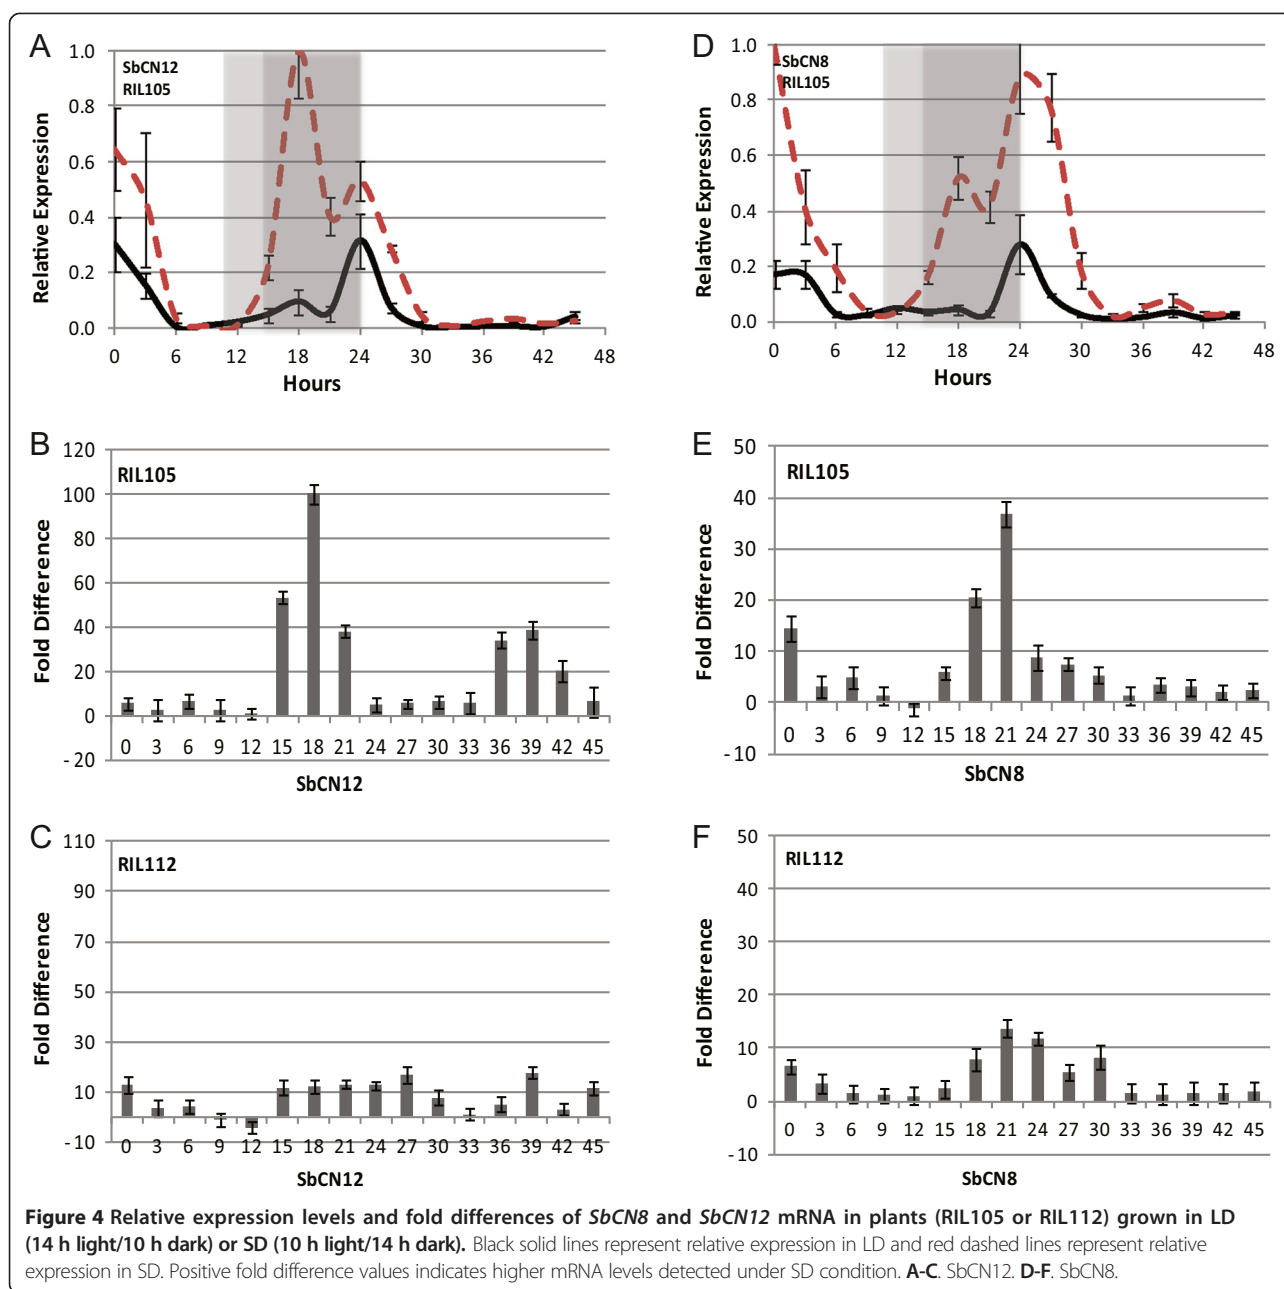 A
1.0
0.8
0.6
0.4
0.2
0.0
Relative Expression
SbCN12
RIL105
0 6 12 18 24 30 36 42 48
Hours
D
1.0
0.8
0.6
0.4
0.2
0.0
Relative Expression
SbCN8
RIL105
0 6 12 18 24 30 36 42 48
Hours
B
120
100
80
60
40
20
0
-20
Fold Difference
RIL105
0 3 6 9 12 15 18 21 24 27 30 33 36 39 42 45
SbCN12
E
50
40
30
20
10
0
-10
Fold Difference
RIL105
0 3 6 9 12 15 18 21 24 27 30 33 36 39 42 45
SbCN8
C
110
90
70
50
30
10
-10
Fold Difference
RIL112
0 3 6 9 12 15 18 21 24 27 30 33 36 39 42 45
SbCN12
F
50
40
30
20
10
0
-10
Fold Difference
RIL112
0 3 6 9 12 15 18 21 24 27 30 33 36 39 42 45
SbCN8
Figure 4 Relative expression levels and fold differences of SbCN8 and SbCN12 mRNA in plants (RIL105 or RIL112) grown in LD
(14 h light/10 h dark) or SD (10 h light/14 h dark). Black solid lines represent relative expression in LD and red dashed lines represent relative
expression in SD. Positive fold difference values indicates higher mRNA levels detected under SD condition. A-C. SbCN12. D-F. SbCN8.